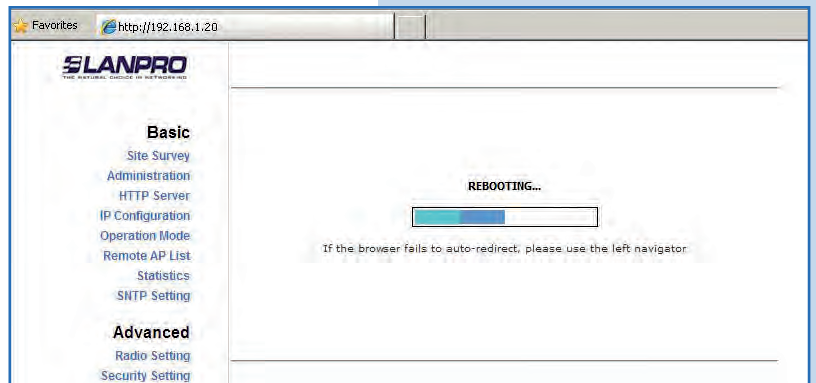 Favorites
http://192.168.1.20
LANPRO
THE NATURAL CHOICE IN NETWORKING
Basic
Site Survey
Administration
HTTP Server
IP Configuration
Operation Mode
Remote AP List
Statistics
SNTP Setting
Advanced
Radio Setting
Security Setting
REBOOTING...
If the browser fails to auto-redirect, please use the left navigator